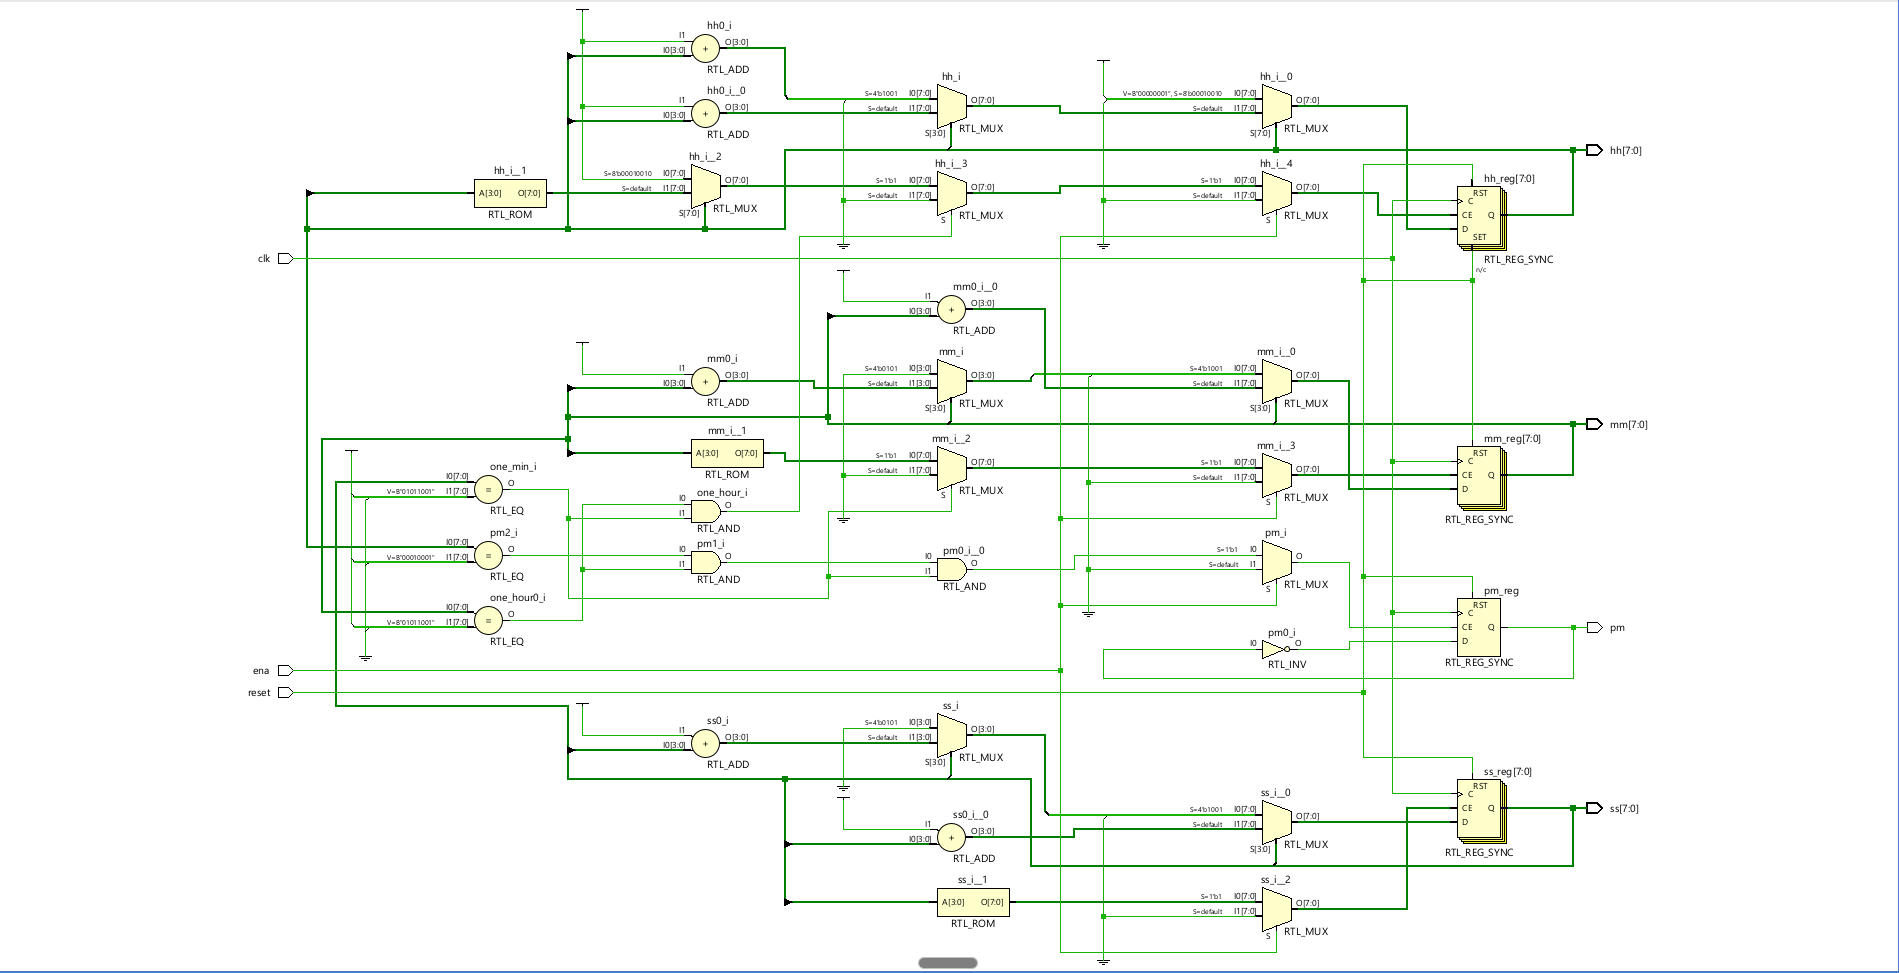 hh0_i
I1
I0[3:0]
O[3:0]
+
RTL_ADD
hh0_i__0
I1
I0[3:0]
O[3:0]
+
RTL_ADD
hh_i
S=4'b1001 I0[7:0]
S=default I1[7:0]
O[7:0]
S[3:0]
RTL_MUX
hh_i__0
V=B"00000001", S=8'b00010010 I0[7:0]
S=default I1[7:0]
O[7:0]
S[7:0]
RTL_MUX
hh[7:0]
hh_i__1
A[3:0] O[7:0]
RTL_ROM
hh_i__2
S=8'b00010010 I0[7:0]
S=default I1[7:0]
O[7:0]
S[7:0]
RTL_MUX
hh_i__3
S=1'b1 I0[7:0]
S=default I1[7:0]
O[7:0]
S
RTL_MUX
hh_i__4
S=1'b1 I0[7:0]
S=default I1[7:0]
O[7:0]
S
RTL_MUX
hh_reg[7:0]
RST
C
CE Q
D
SET
RTL_REG_SYNC
n/c
clk
mm0_i__0
I1
I0[3:0]
O[3:0]
+
RTL_ADD
mm0_i
I1
I0[3:0]
O[3:0]
+
RTL_ADD
mm_i
S=4'b0101 I0[3:0]
S=default I1[3:0]
O[3:0]
S[3:0]
RTL_MUX
mm_i__0
S=4'b1001 I0[7:0]
S=default I1[7:0]
O[7:0]
S[3:0]
RTL_MUX
mm[7:0]
mm_i__1
A[3:0] O[7:0]
RTL_ROM
mm_i__2
S=1'b1 I0[7:0]
S=default I1[7:0]
O[7:0]
S
RTL_MUX
mm_i__3
S=1'b1 I0[7:0]
S=default I1[7:0]
O[7:0]
S
RTL_MUX
mm_reg[7:0]
RST
C
CE Q
D
RTL_REG_SYNC
one_min_i
I0[7:0]
V=B"01011001" I1[7:0]
O
=
RTL_EQ
one_hour_i
I0
I1
O
RTL_AND
pm2_i
I0[7:0]
V=B"00010001" I1[7:0]
O
=
RTL_EQ
pm1_i
I0
I1
O
RTL_AND
pm0_i__0
I0
I1
O
RTL_AND
pm_i
S=1'b1 I0
S=default I1
O
S
RTL_MUX
one_hour0_i
I0[7:0]
V=B"01011001" I1[7:0]
O
=
RTL_EQ
pm_reg
RST
C
CE Q
D
RTL_REG_SYNC
pm
pm0_i
I0
O
RTL_INV
ena
reset
ss0_i
I1
I0[3:0]
O[3:0]
+
RTL_ADD
ss_i
S=4'b0101 I0[3:0]
S=default I1[3:0]
O[3:0]
S[3:0]
RTL_MUX
ss0_i__0
I1
I0[3:0]
O[3:0]
+
RTL_ADD
ss_i__0
S=4'b1001 I0[7:0]
S=default I1[7:0]
O[7:0]
S[3:0]
RTL_MUX
ss_reg[7:0]
RST
C
CE Q
D
RTL_REG_SYNC
ss[7:0]
ss_i__1
A[3:0] O[7:0]
RTL_ROM
ss_i__2
S=1'b1 I0[7:0]
S=default I1[7:0]
O[7:0]
S
RTL_MUX